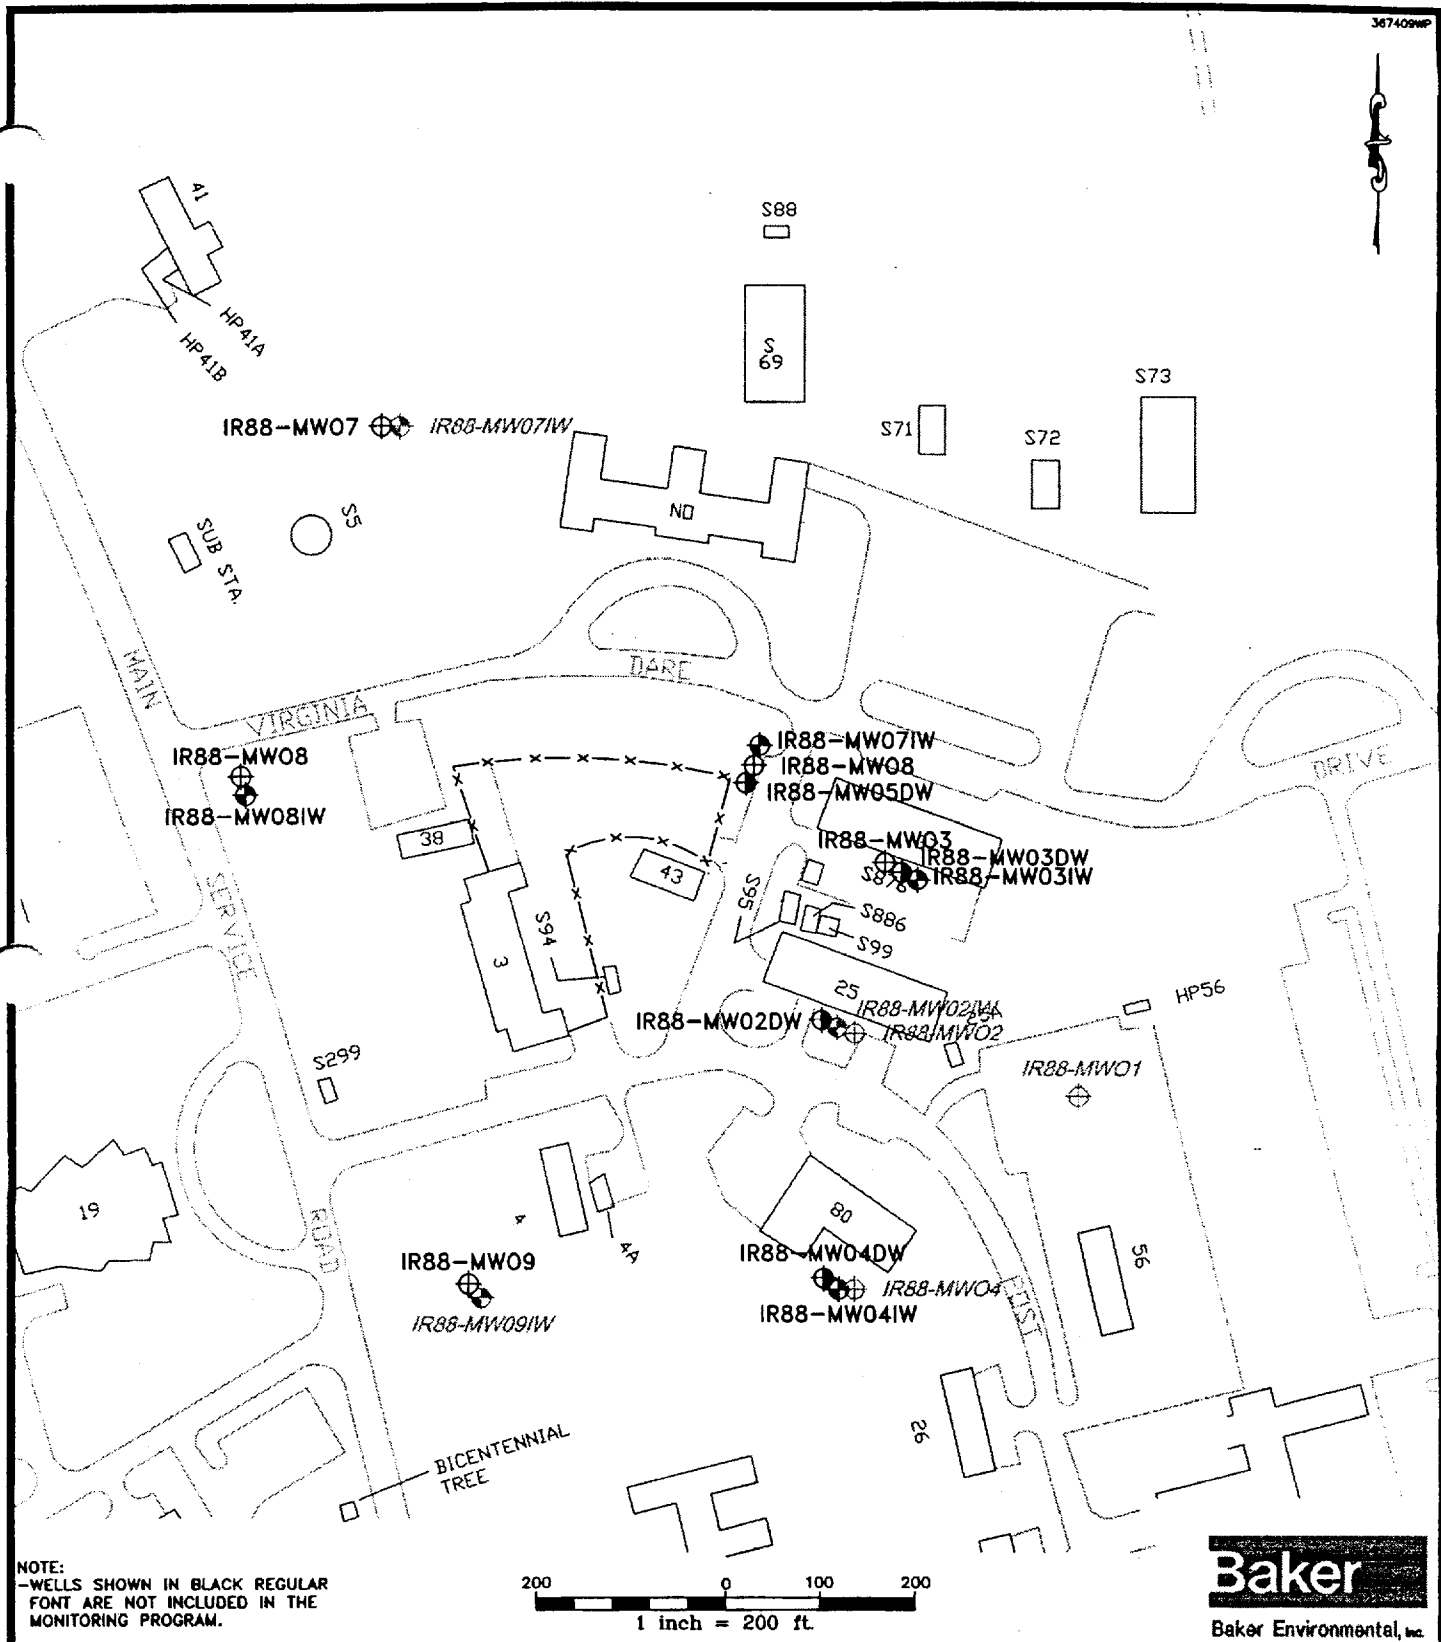 367409WP
41
S88
HP41A
HP41B
S
69
S73
S71
S72
IR88-MW07
IR88-MW07IW
NO
S5
SUB STA.
MAIN
DARE
VIRGINIA
IR88-MW08
IR88-MW08IW
IR88-MW07IW
IR88-MW08
IR88-MW05DW
DRIVE
38
43
IR88-MW03
IR88-MW03DW
IR88-MW03IW
S878
S95
S886
S99
SERVICE
S94
3
25
IR88-MW02IW
IR88-MW02DW
IR88-MW02
HP56
S299
IR88-MW01
19
4
4A
80
ROAD
IR88-MW09
IR88-MW09IW
IR88-MW04DW
IR88-MW04
IR88-MW04IW
POST
56
26
BICENTENNIAL
TREE
NOTE:
-WELLS SHOWN IN BLACK REGULAR
FONT ARE NOT INCLUDED IN THE
MONITORING PROGRAM.
200 0 100 200
1 inch = 200 ft.
Baker
Baker Environmental, Inc.